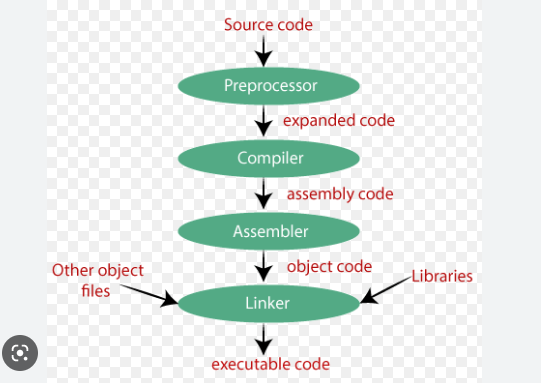 Source code
Preprocessor
expanded code
Compiler
assembly code
Assembler
object code
Other object
files
Libraries
Linker
executable code